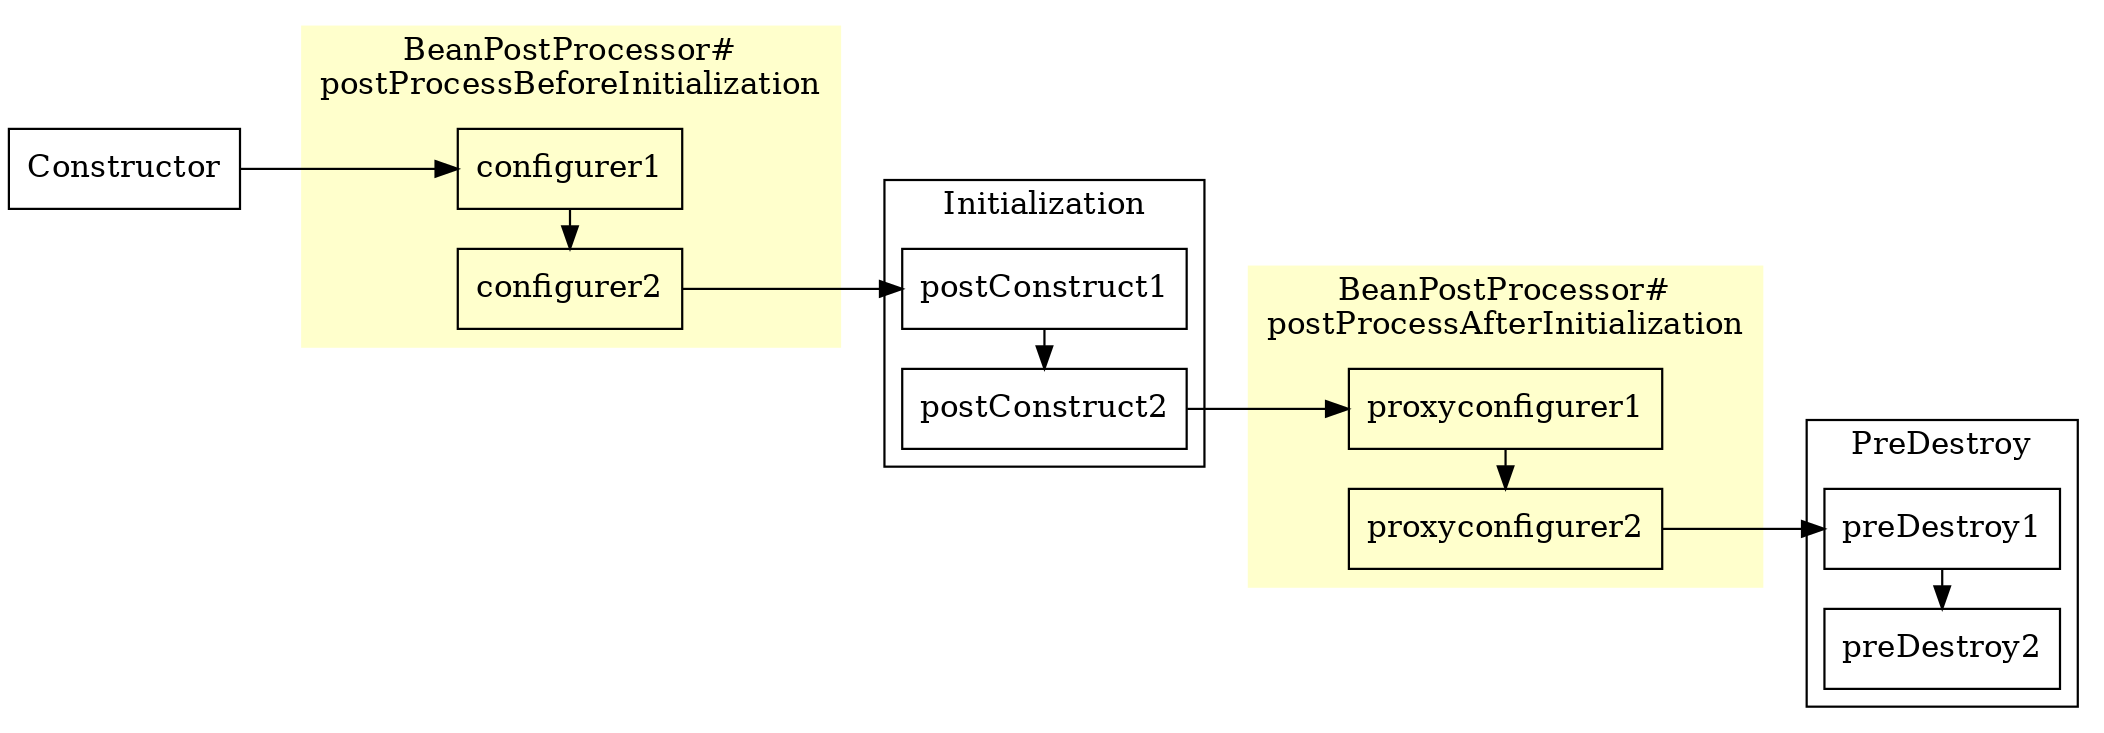 Constructor
BeanPostProcessor#
postProcessBeforeInitialization
configurer1
configurer2
Initialization
postConstruct1
postConstruct2
BeanPostProcessor#
postProcessAfterInitialization
proxyconfigurer1
proxyconfigurer2
PreDestroy
preDestroy1
preDestroy2